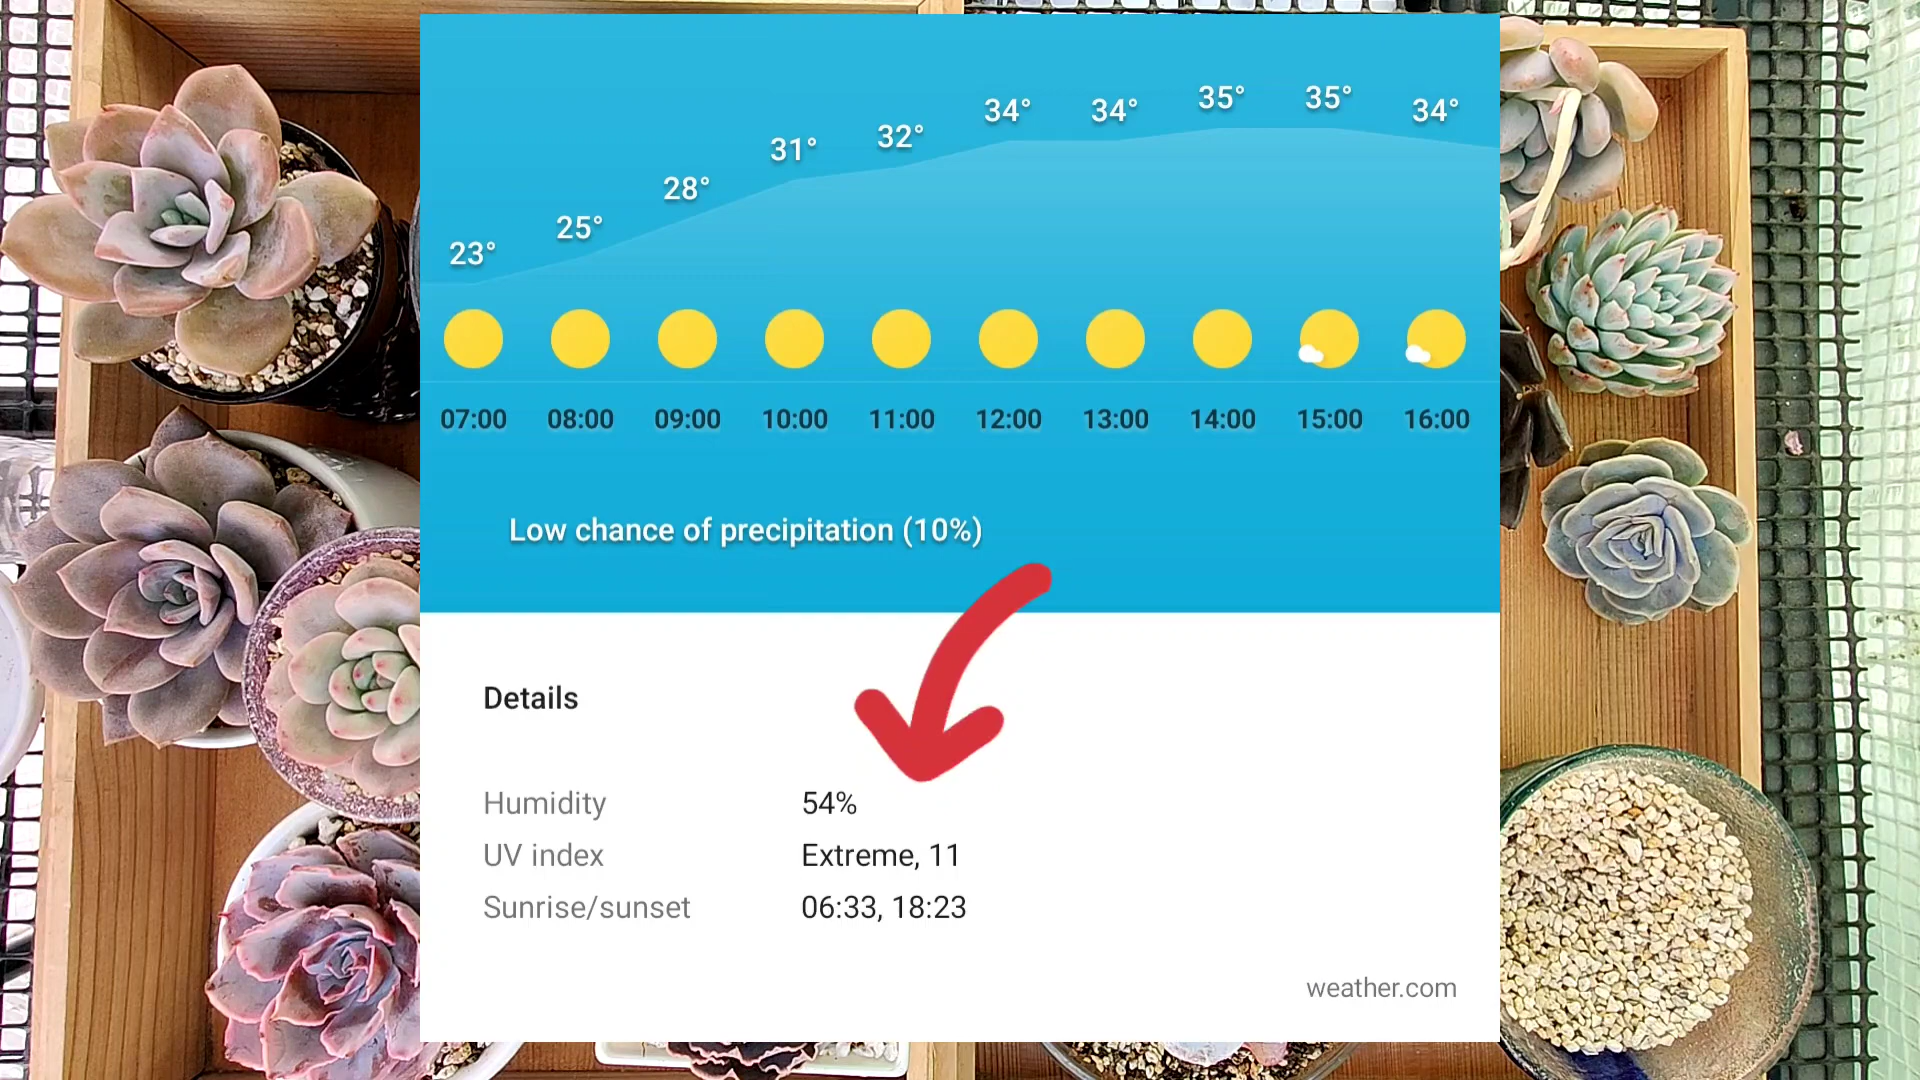 23° 25° 28° 31° 32° 34° 34° 35° 35° 34°
07:00 08:00 09:00 10:00 11:00 12:00 13:00 14:00 15:00 16:00
Low chance of precipitation (10%)
Details
Humidity 54%
UV index Extreme, 11
Sunrise/sunset 06:33, 18:23
weather.com